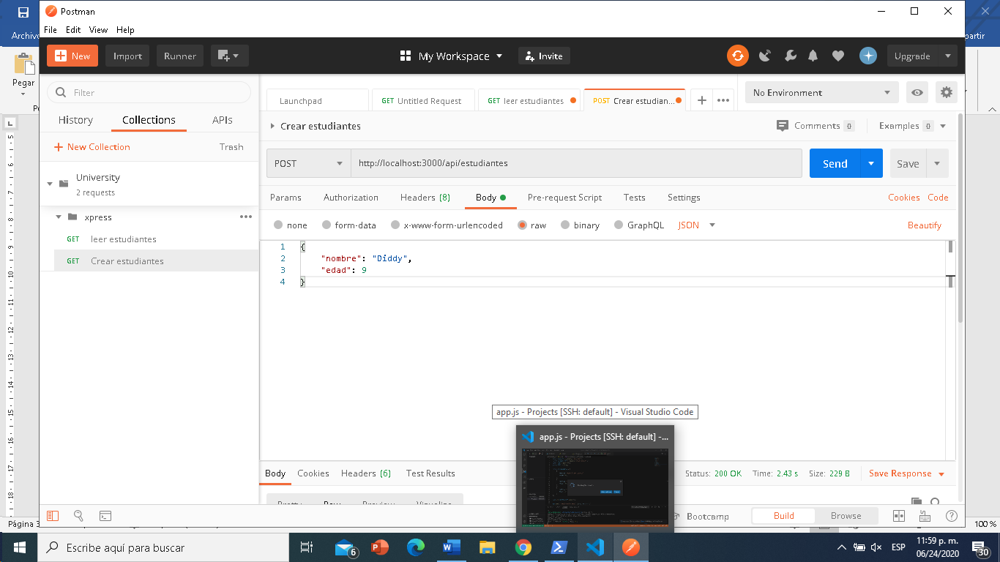 Postman
Archivo
partir
File Edit View Help
New Import Runner My Workspace Invite Upgrade
Pegar
Filter
Launchpad GET Untitled Request GET leer estudiantes POST Crear estudian... No Environment
History Collections APIs
Crear estudiantes Comments 0 Examples 0
New Collection Trash
POST http://localhost:3000/api/estudiantes Send Save
University
2 requests
Params Authorization Headers (8) Body Pre-request Script Tests Settings Cookies Code
xpress
none form-data x-www-form-urlencoded raw binary GraphQL JSON Beautify
GET leer estudiantes
GET Crear estudiantes
1 {
2 "nombre": "Diddy",
3 "edad": 9
4 }
app.js - Projects [SSH: default] - Visual Studio Code
app.js - Projects [SSH: default] -...
Body Cookies Headers (6) Test Results Status: 200 OK Time: 2.43 s Size: 229 B Save Response
Pretty Raw Preview Visualize
Bootcamp Build Browse
Página 3
100 %
Escribe aquí para buscar
6
ESP
11:59 p. m.
06/24/2020
30